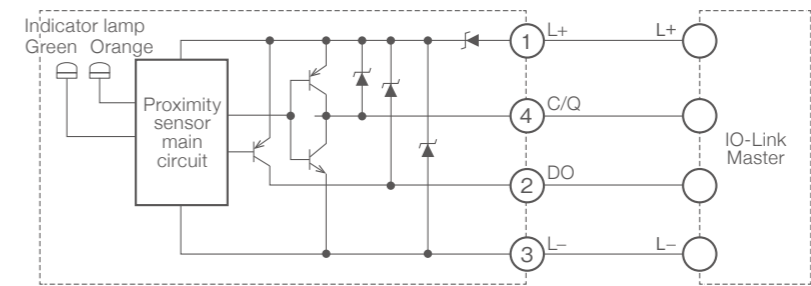 Indicator lamp
Green Orange
Proximity
sensor
main
circuit
1 L+ L+
4 C/Q
2 DO
3 L− L−
IO-Link
Master